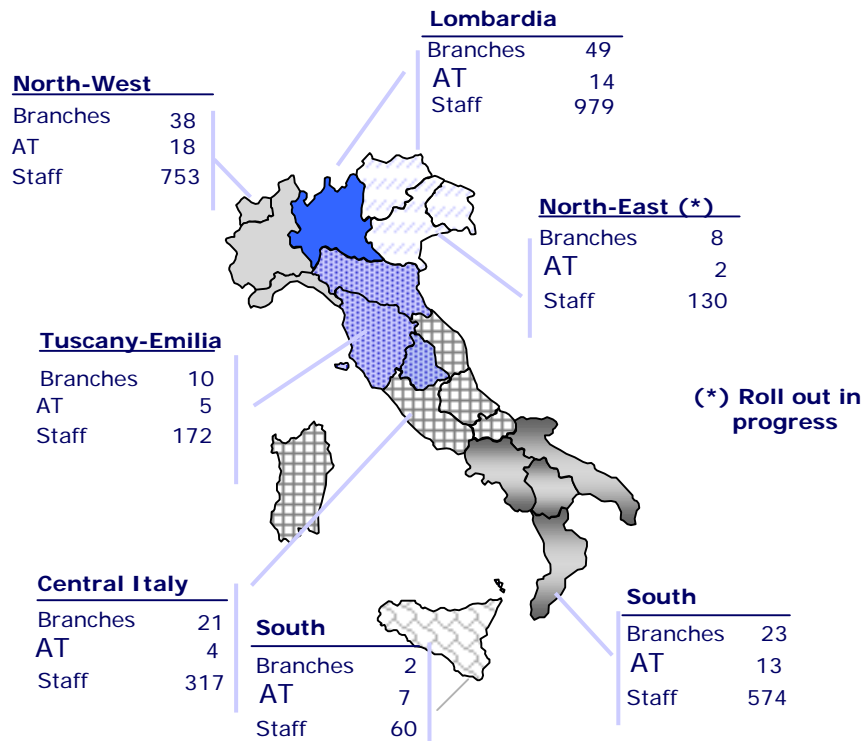 Lombardia
Branches 49
AT 14
Staff 979
North-West
Branches 38
AT 18
Staff 753
North-East (*)
Branches 8
AT 2
Staff 130
Tuscany-Emilia
Branches 10
AT 5
Staff 172
(*) Roll out in
progress
Central Italy
Branches 21
AT 4
Staff 317
South
Branches 2
AT 7
Staff 60
South
Branches 23
AT 13
Staff 574